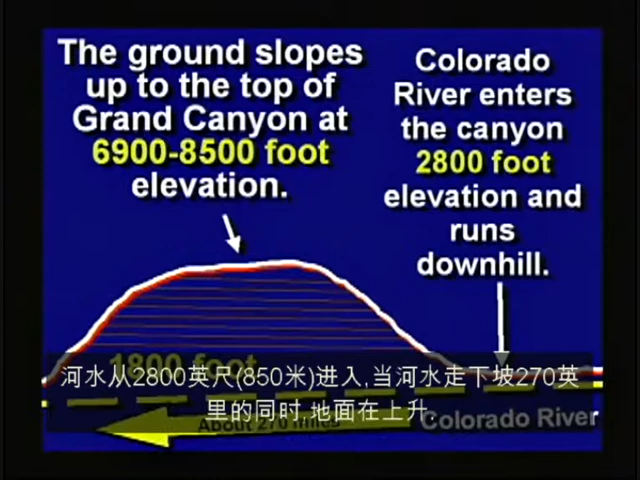 The ground slopes
up to the top of
Grand Canyon at
6900-8500 foot
elevation.
Colorado
River enters
the canyon
2800 foot
elevation and
runs
downhill.
1800 foot
河水从2800英尺(850米)进入,当河水走下坡270英
里的同时,地面在上升.
About 270 miles
Colorado River